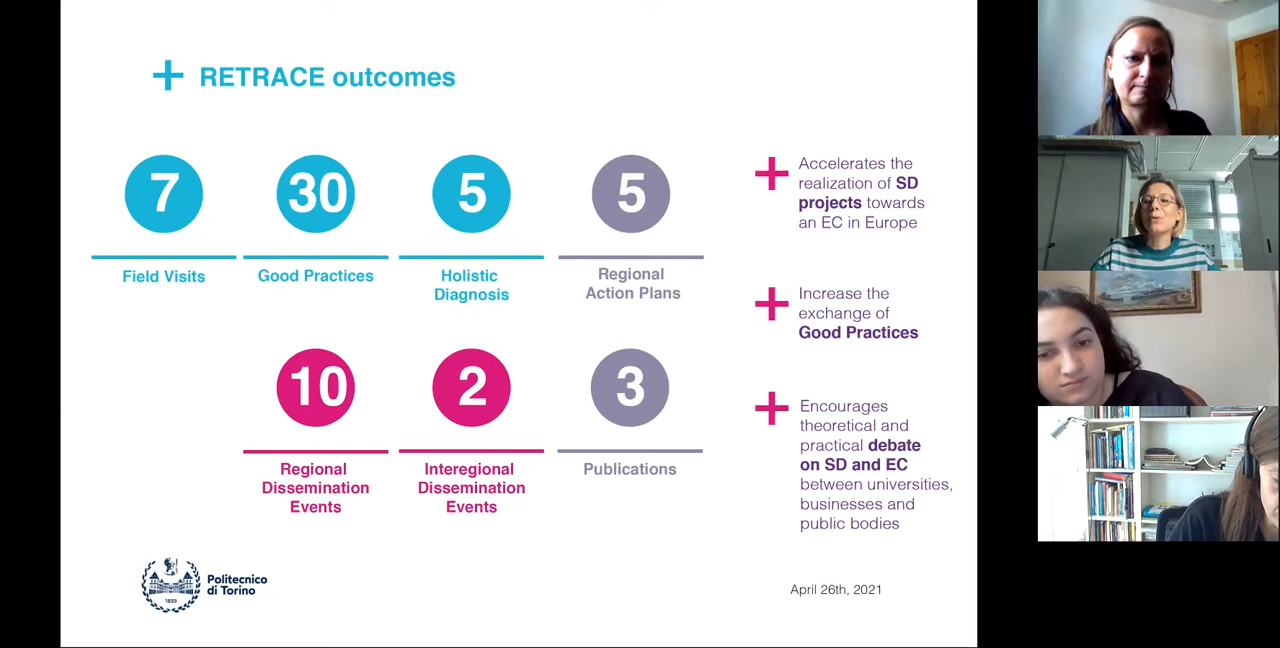 RETRACE outcomes
7
30
5
5
Field Visits
Good Practices
Holistic
Diagnosis
Regional
Action Plans
10
2
3
Regional
Dissemination
Events
Interegional
Dissemination
Events
Publications
Accelerates the
realization of SD
projects towards
an EC in Europe
Increase the
exchange of
Good Practices
Encourages
theoretical and
practical debate
on SD and EC
between universities,
businesses and
public bodies
1859
Politecnico
di Torino
April 26th, 2021